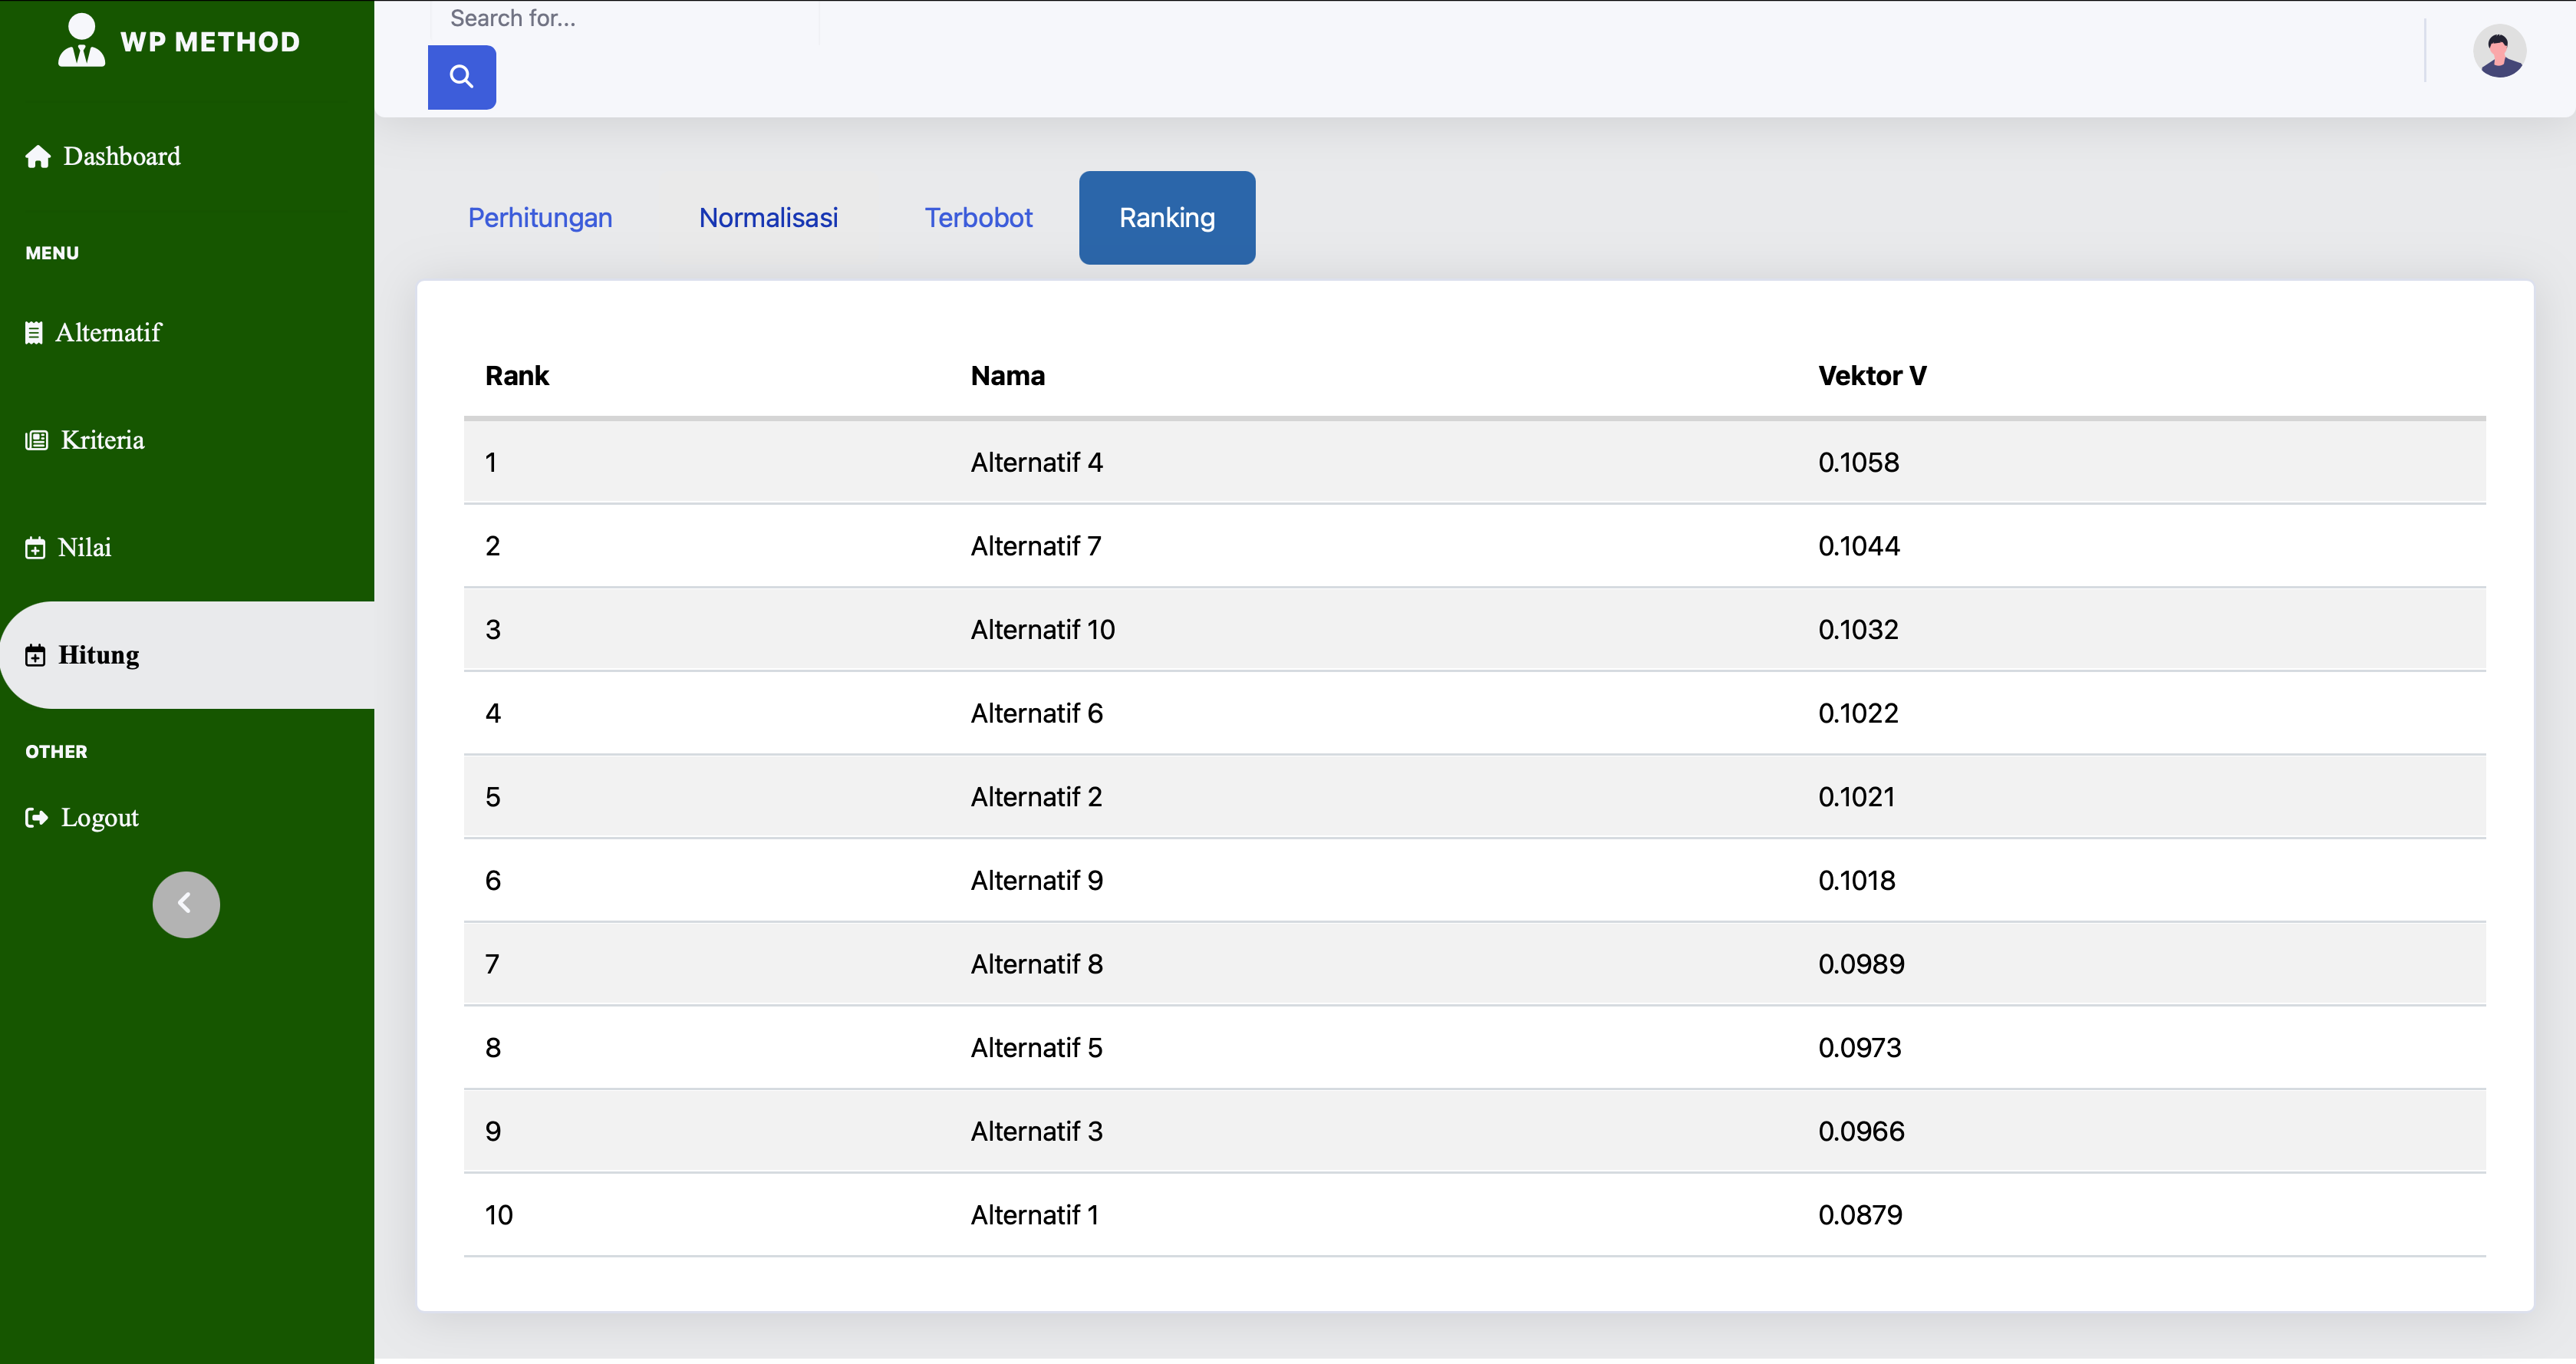 WP METHOD
Dashboard
MENU
Alternatif
Kriteria
Nilai
Hitung
OTHER
Logout
Search for...
Perhitungan Normalisasi Terbobot Ranking
Rank Nama Vektor V
1 Alternatif 4 0.1058
2 Alternatif 7 0.1044
3 Alternatif 10 0.1032
4 Alternatif 6 0.1022
5 Alternatif 2 0.1021
6 Alternatif 9 0.1018
7 Alternatif 8 0.0989
8 Alternatif 5 0.0973
9 Alternatif 3 0.0966
10 Alternatif 1 0.0879